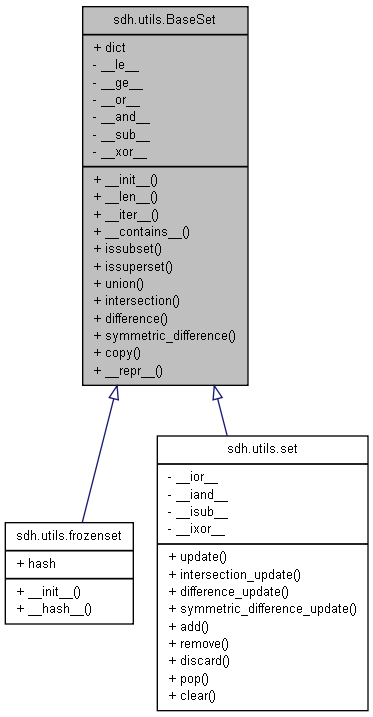 sdh.utils.BaseSet
+ dict
- __le__
- __ge__
- __or__
- __and__
- __sub__
- __xor__
+ __init__()
+ __len__()
+ __iter__()
+ __contains__()
+ issubset()
+ issuperset()
+ union()
+ intersection()
+ difference()
+ symmetric_difference()
+ copy()
+ __repr__()
sdh.utils.frozenset
+ hash
+ __init__()
+ __hash__()
sdh.utils.set
- __ior__
- __iand__
- __isub__
- __ixor__
+ update()
+ intersection_update()
+ difference_update()
+ symmetric_difference_update()
+ add()
+ remove()
+ discard()
+ pop()
+ clear()